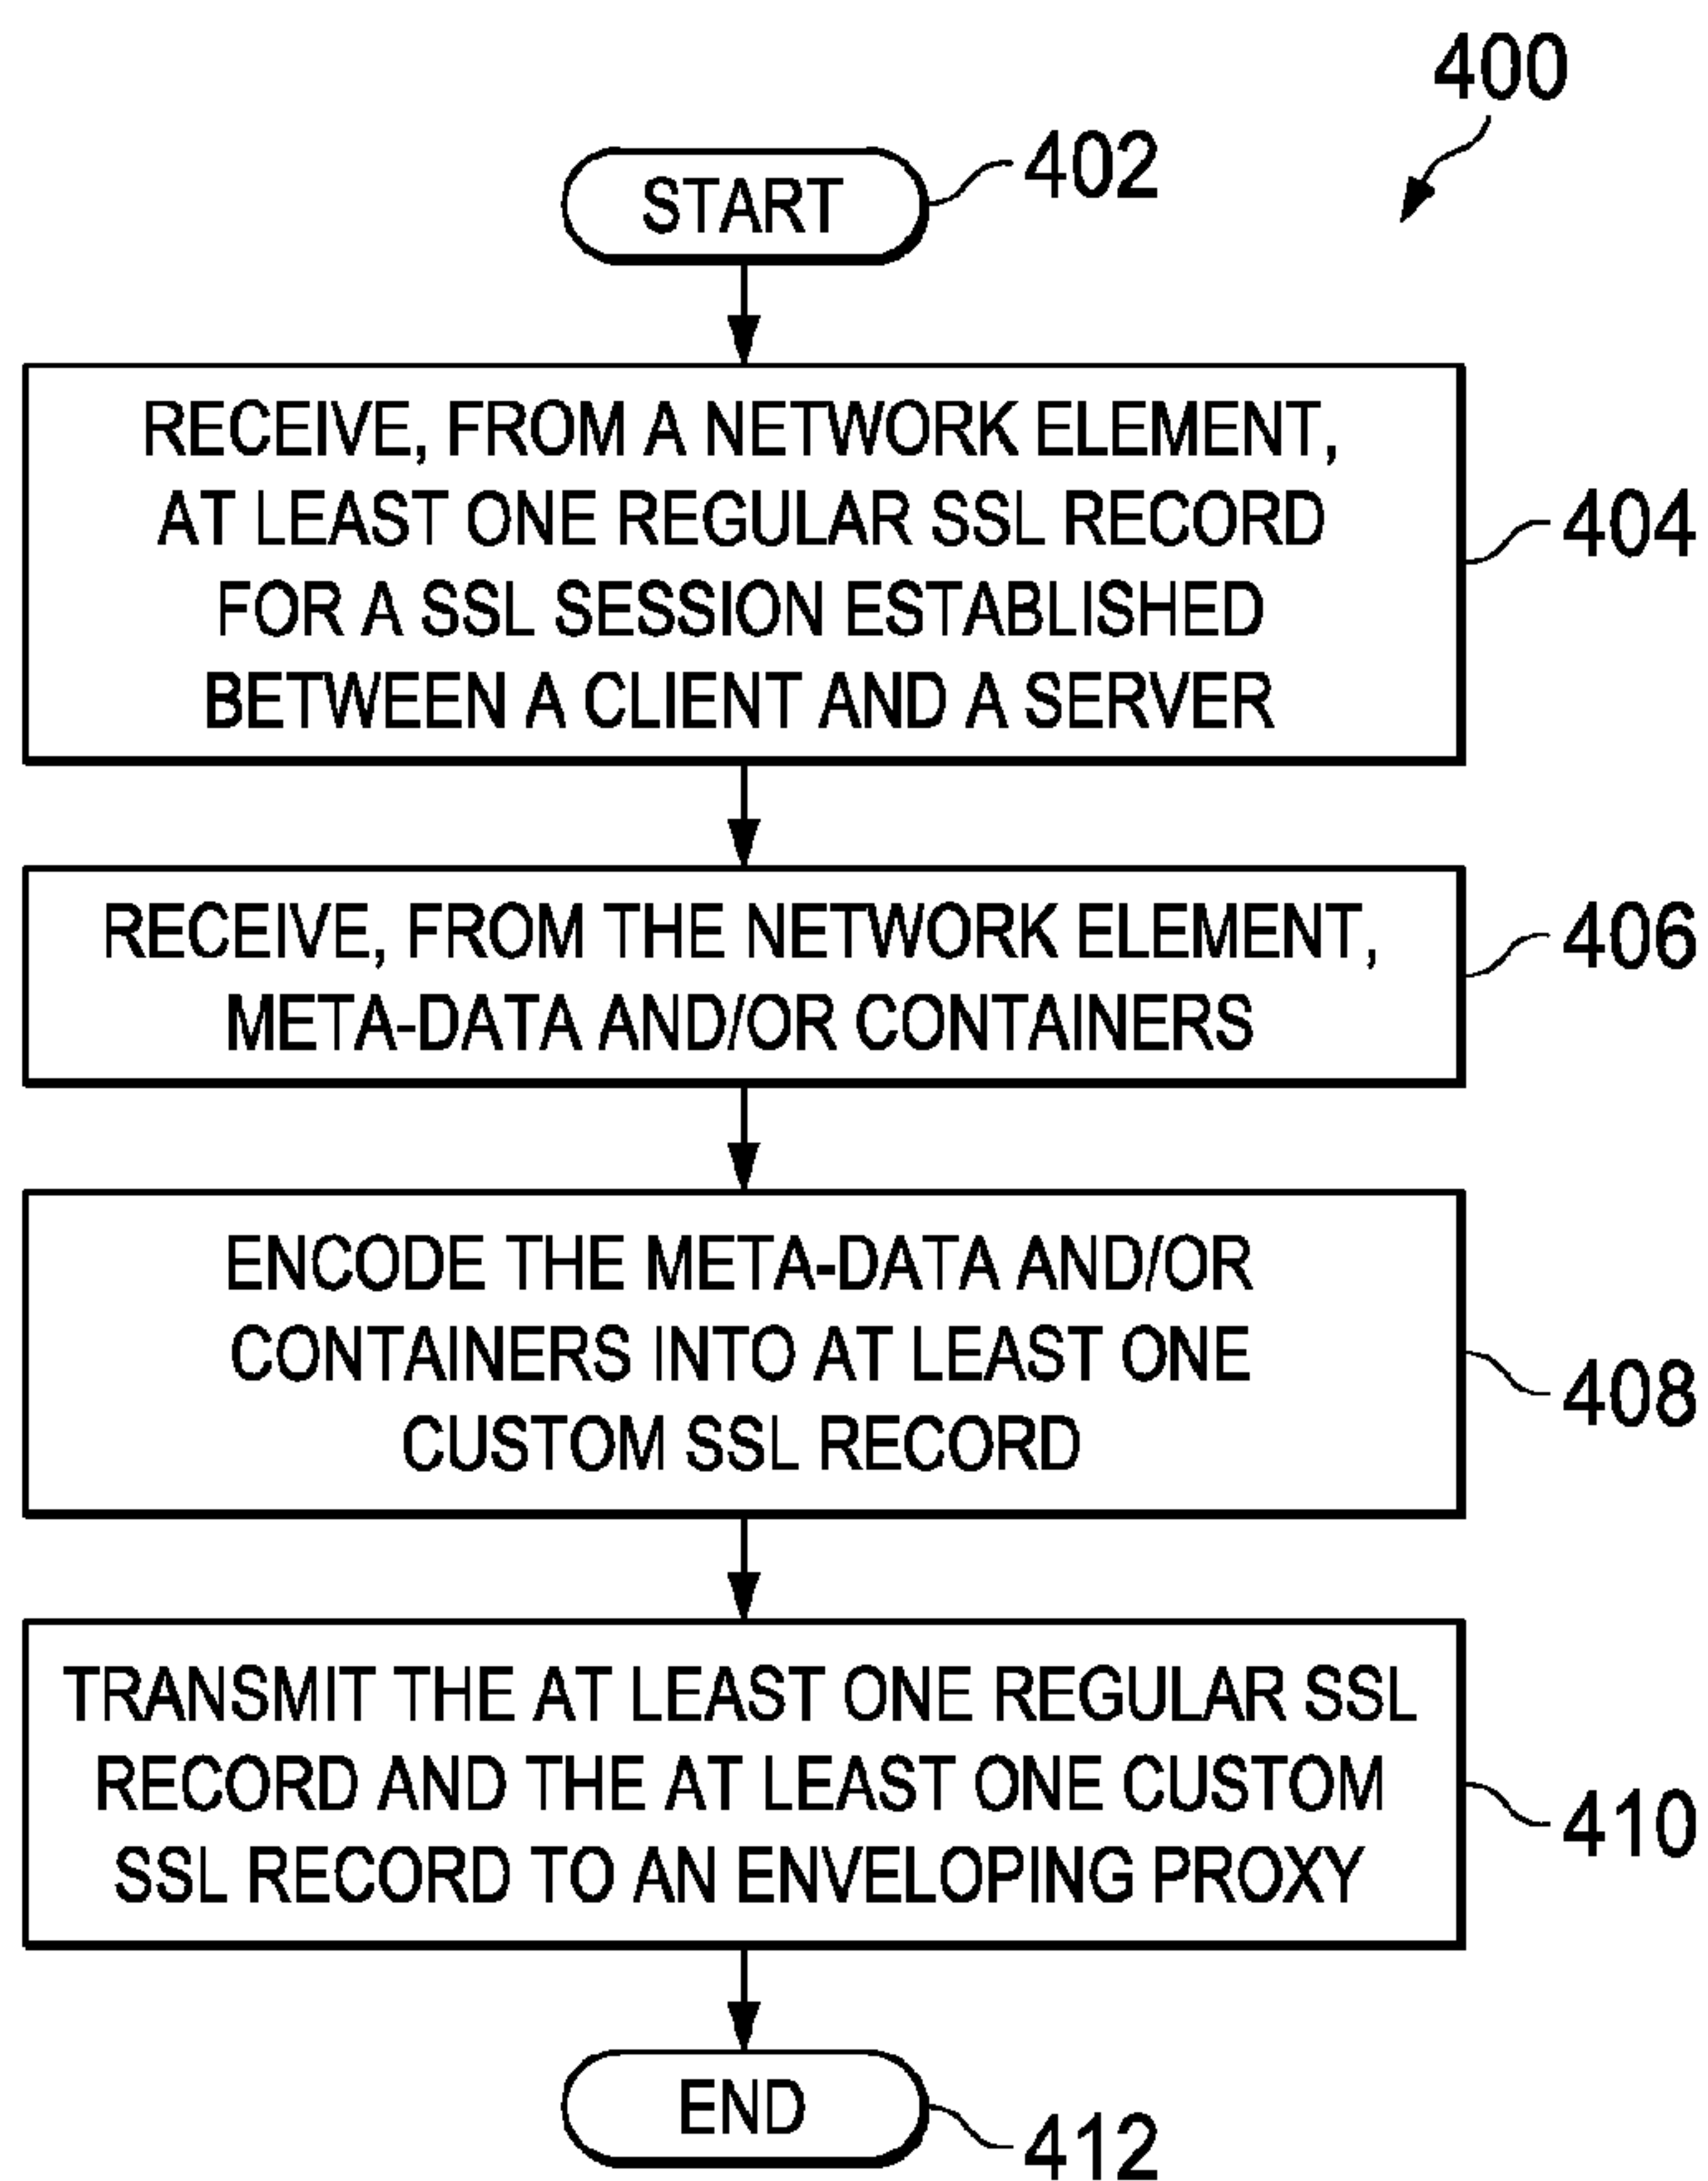 400
START
402
RECEIVE, FROM A NETWORK ELEMENT,
AT LEAST ONE REGULAR SSL RECORD
FOR A SSL SESSION ESTABLISHED
BETWEEN A CLIENT AND A SERVER
404
RECEIVE, FROM THE NETWORK ELEMENT,
META-DATA AND/OR CONTAINERS
406
ENCODE THE META-DATA AND/OR
CONTAINERS INTO AT LEAST ONE
CUSTOM SSL RECORD
408
TRANSMIT THE AT LEAST ONE REGULAR SSL
RECORD AND THE AT LEAST ONE CUSTOM
SSL RECORD TO AN ENVELOPING PROXY
410
END
412